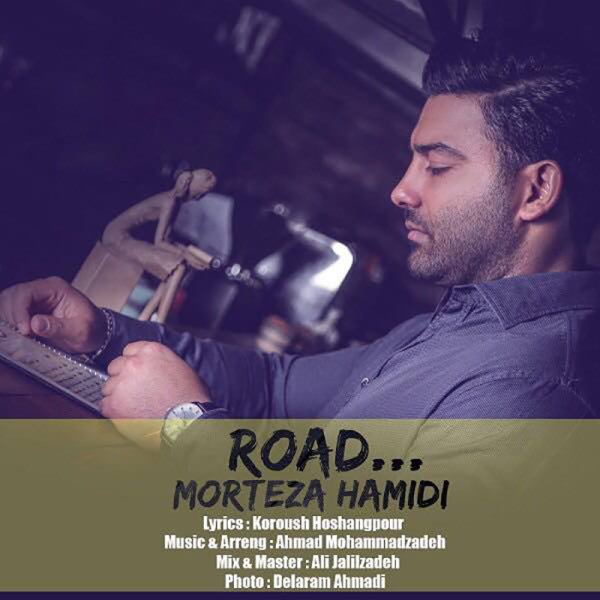 ROAD...
MORTEZA HAMIDI
Lyrics : Koroush Hoshangpour
Music & Arreng : Ahmad Mohammadzadeh
Mix & Master : Ali Jalilzadeh
Photo : Delaram Ahmadi